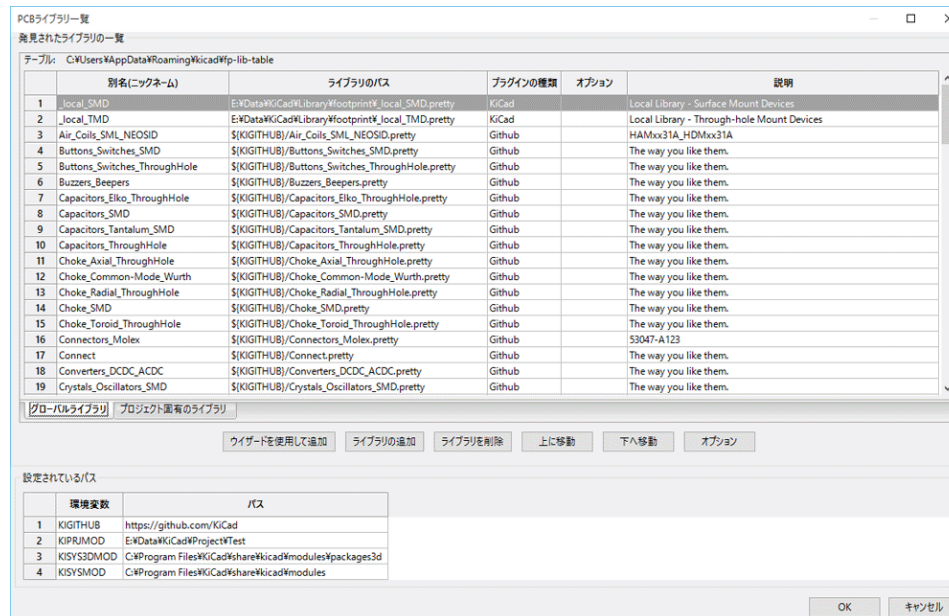 PCBライブラリ一覧
発見されたライブラリの一覧
テーブル: C:¥Users¥AppData¥Roaming¥kicad¥fp-lib-table
別名(ニックネーム) ライブラリのパス プラグインの種類 オプション 説明
1 _local_SMD E:¥Data¥KiCad¥Library¥footprint¥_local_SMD.pretty KiCad Local Library - Surface Mount Devices
2 _local_TMD E:¥Data¥KiCad¥Library¥footprint¥_local_TMD.pretty KiCad Local Library - Through-hole Mount Devices
3 Air_Coils_SML_NEOSID ${KIGITHUB}/Air_Coils_SML_NEOSID.pretty Github HAMxx31A_HDMxx31A
4 Buttons_Switches_SMD ${KIGITHUB}/Buttons_Switches_SMD.pretty Github The way you like them.
5 Buttons_Switches_ThroughHole ${KIGITHUB}/Buttons_Switches_ThroughHole.pretty Github The way you like them.
6 Buzzers_Beepers ${KIGITHUB}/Buzzers_Beepers.pretty Github The way you like them.
7 Capacitors_Elko_ThroughHole ${KIGITHUB}/Capacitors_Elko_ThroughHole.pretty Github The way you like them.
8 Capacitors_SMD ${KIGITHUB}/Capacitors_SMD.pretty Github The way you like them.
9 Capacitors_Tantalum_SMD ${KIGITHUB}/Capacitors_Tantalum_SMD.pretty Github The way you like them.
10 Capacitors_ThroughHole ${KIGITHUB}/Capacitors_ThroughHole.pretty Github The way you like them.
11 Choke_Axial_ThroughHole ${KIGITHUB}/Choke_Axial_ThroughHole.pretty Github The way you like them.
12 Choke_Common-Mode_Wurth ${KIGITHUB}/Choke_Common-Mode_Wurth.pretty Github The way you like them.
13 Choke_Radial_ThroughHole ${KIGITHUB}/Choke_Radial_ThroughHole.pretty Github The way you like them.
14 Choke_SMD ${KIGITHUB}/Choke_SMD.pretty Github The way you like them.
15 Choke_Toroid_ThroughHole ${KIGITHUB}/Choke_Toroid_ThroughHole.pretty Github The way you like them.
16 Connectors_Molex ${KIGITHUB}/Connectors_Molex.pretty Github 53047-A123
17 Connect ${KIGITHUB}/Connect.pretty Github The way you like them.
18 Converters_DCDC_ACDC ${KIGITHUB}/Converters_DCDC_ACDC.pretty Github The way you like them.
19 Crystals_Oscillators_SMD ${KIGITHUB}/Crystals_Oscillators_SMD.pretty Github The way you like them.
グローバルライブラリ プロジェクト固有のライブラリ
ウイザードを使用して追加 ライブラリの追加 ライブラリを削除 上に移動 下へ移動 オプション
設定されているパス
環境変数 パス
1 KIGITHUB https://github.com/KiCad
2 KIPRJMOD E:¥Data¥KiCad¥Project¥Test
3 KISYS3DMOD C:¥Program Files¥KiCad¥share¥kicad¥modules¥packages3d
4 KISYSMOD C:¥Program Files¥KiCad¥share¥kicad¥modules
OK キャンセル